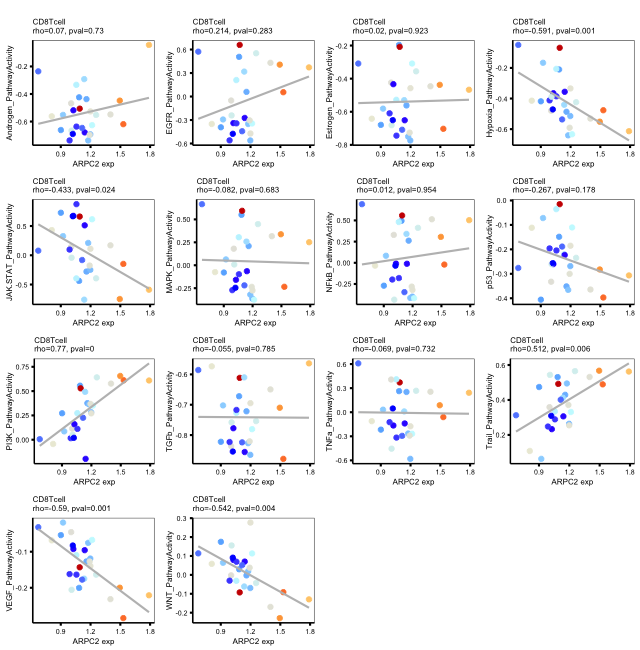 CD8Tcell
rho=0.07, pval=0.73
Androgen_PathwayActivity
-0.2
-0.4
-0.6
0.9
1.2
1.5
1.8
ARPC2 exp
CD8Tcell
rho=0.214, pval=0.283
EGFR_PathwayActivity
0.6
0.3
0.0
-0.3
-0.6
0.9
1.2
1.5
1.8
ARPC2 exp
CD8Tcell
rho=0.02, pval=0.923
Estrogen_PathwayActivity
-0.2
-0.4
-0.6
-0.8
0.9
1.2
1.5
1.8
ARPC2 exp
CD8Tcell
rho=-0.591, pval=0.001
Hypoxia_PathwayActivity
-0.2
-0.4
-0.6
0.9
1.2
1.5
1.8
ARPC2 exp
CD8Tcell
rho=-0.433, pval=0.024
JAK.STAT_PathwayActivity
0.5
0.0
-0.5
0.9
1.2
1.5
1.8
ARPC2 exp
CD8Tcell
rho=-0.082, pval=0.683
MAPK_PathwayActivity
0.50
0.25
0.00
-0.25
0.9
1.2
1.5
1.8
ARPC2 exp
CD8Tcell
rho=0.012, pval=0.954
NFkB_PathwayActivity
0.50
0.25
0.00
-0.25
0.9
1.2
1.5
1.8
ARPC2 exp
CD8Tcell
rho=-0.267, pval=0.178
p53_PathwayActivity
0.0
-0.1
-0.2
-0.3
-0.4
0.9
1.2
1.5
1.8
ARPC2 exp
CD8Tcell
rho=0.77, pval=0
PI3K_PathwayActivity
0.75
0.50
0.25
0.00
0.9
1.2
1.5
1.8
ARPC2 exp
CD8Tcell
rho=-0.055, pval=0.785
TGFb_PathwayActivity
-0.6
-0.7
-0.8
0.9
1.2
1.5
1.8
ARPC2 exp
CD8Tcell
rho=-0.069, pval=0.732
TNFa_PathwayActivity
0.6
0.3
0.0
-0.3
-0.6
0.9
1.2
1.5
1.8
ARPC2 exp
CD8Tcell
rho=0.512, pval=0.006
Trail_PathwayActivity
0.6
0.4
0.2
0.9
1.2
1.5
1.8
ARPC2 exp
CD8Tcell
rho=-0.59, pval=0.001
VEGF_PathwayActivity
-0.1
-0.2
0.9
1.2
1.5
1.8
ARPC2 exp
CD8Tcell
rho=-0.542, pval=0.004
WNT_PathwayActivity
0.3
0.2
0.1
0.0
-0.1
-0.2
0.9
1.2
1.5
1.8
ARPC2 exp